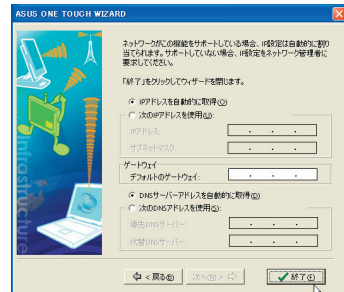 ASUS ONE TOUCH WIZARD
ネットワークがこの機能をサポートしている場合、IP設定は自動的に割り
当てられます。サポートしていない場合、IP設定をネットワーク管理者に
要求してください。
「終了」をクリックしてウィザードを閉じます。
IPアドレスを自動的に取得(O)
次のIPアドレスを使用(U):
IPアドレス:
サブネットマスク:
ゲートウェイ
デフォルトのゲートウェイ:
DNSサーバーアドレスを自動的に取得(D)
次のDNSアドレスを使用(S):
優先DNSサーバー:
代替DNSサーバー:
Infrastructure
< 戻る(B)
次へ(N) >
終了(F)